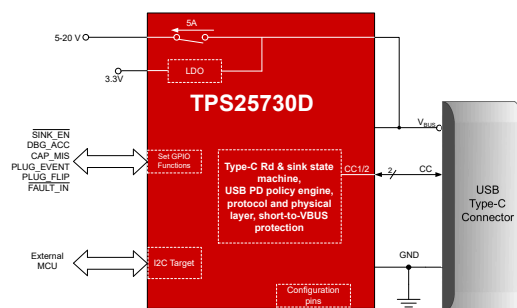 5A
5-20 V
3.3V
LDO
TPS25730D
VBUS
SINK_EN
DBG_ACC
CAP_MIS
PLUG_EVENT
PLUG_FLIP
FAULT_IN
Set GPIO
Functions
Type-C Rd & sink state
machine,
USB PD policy engine,
protocol and physical
layer, short-to-VBUS
protection
CC1/2
2
CC
USB
Type-C
Connector
External
MCU
I2C Target
GND
Configuration
pins